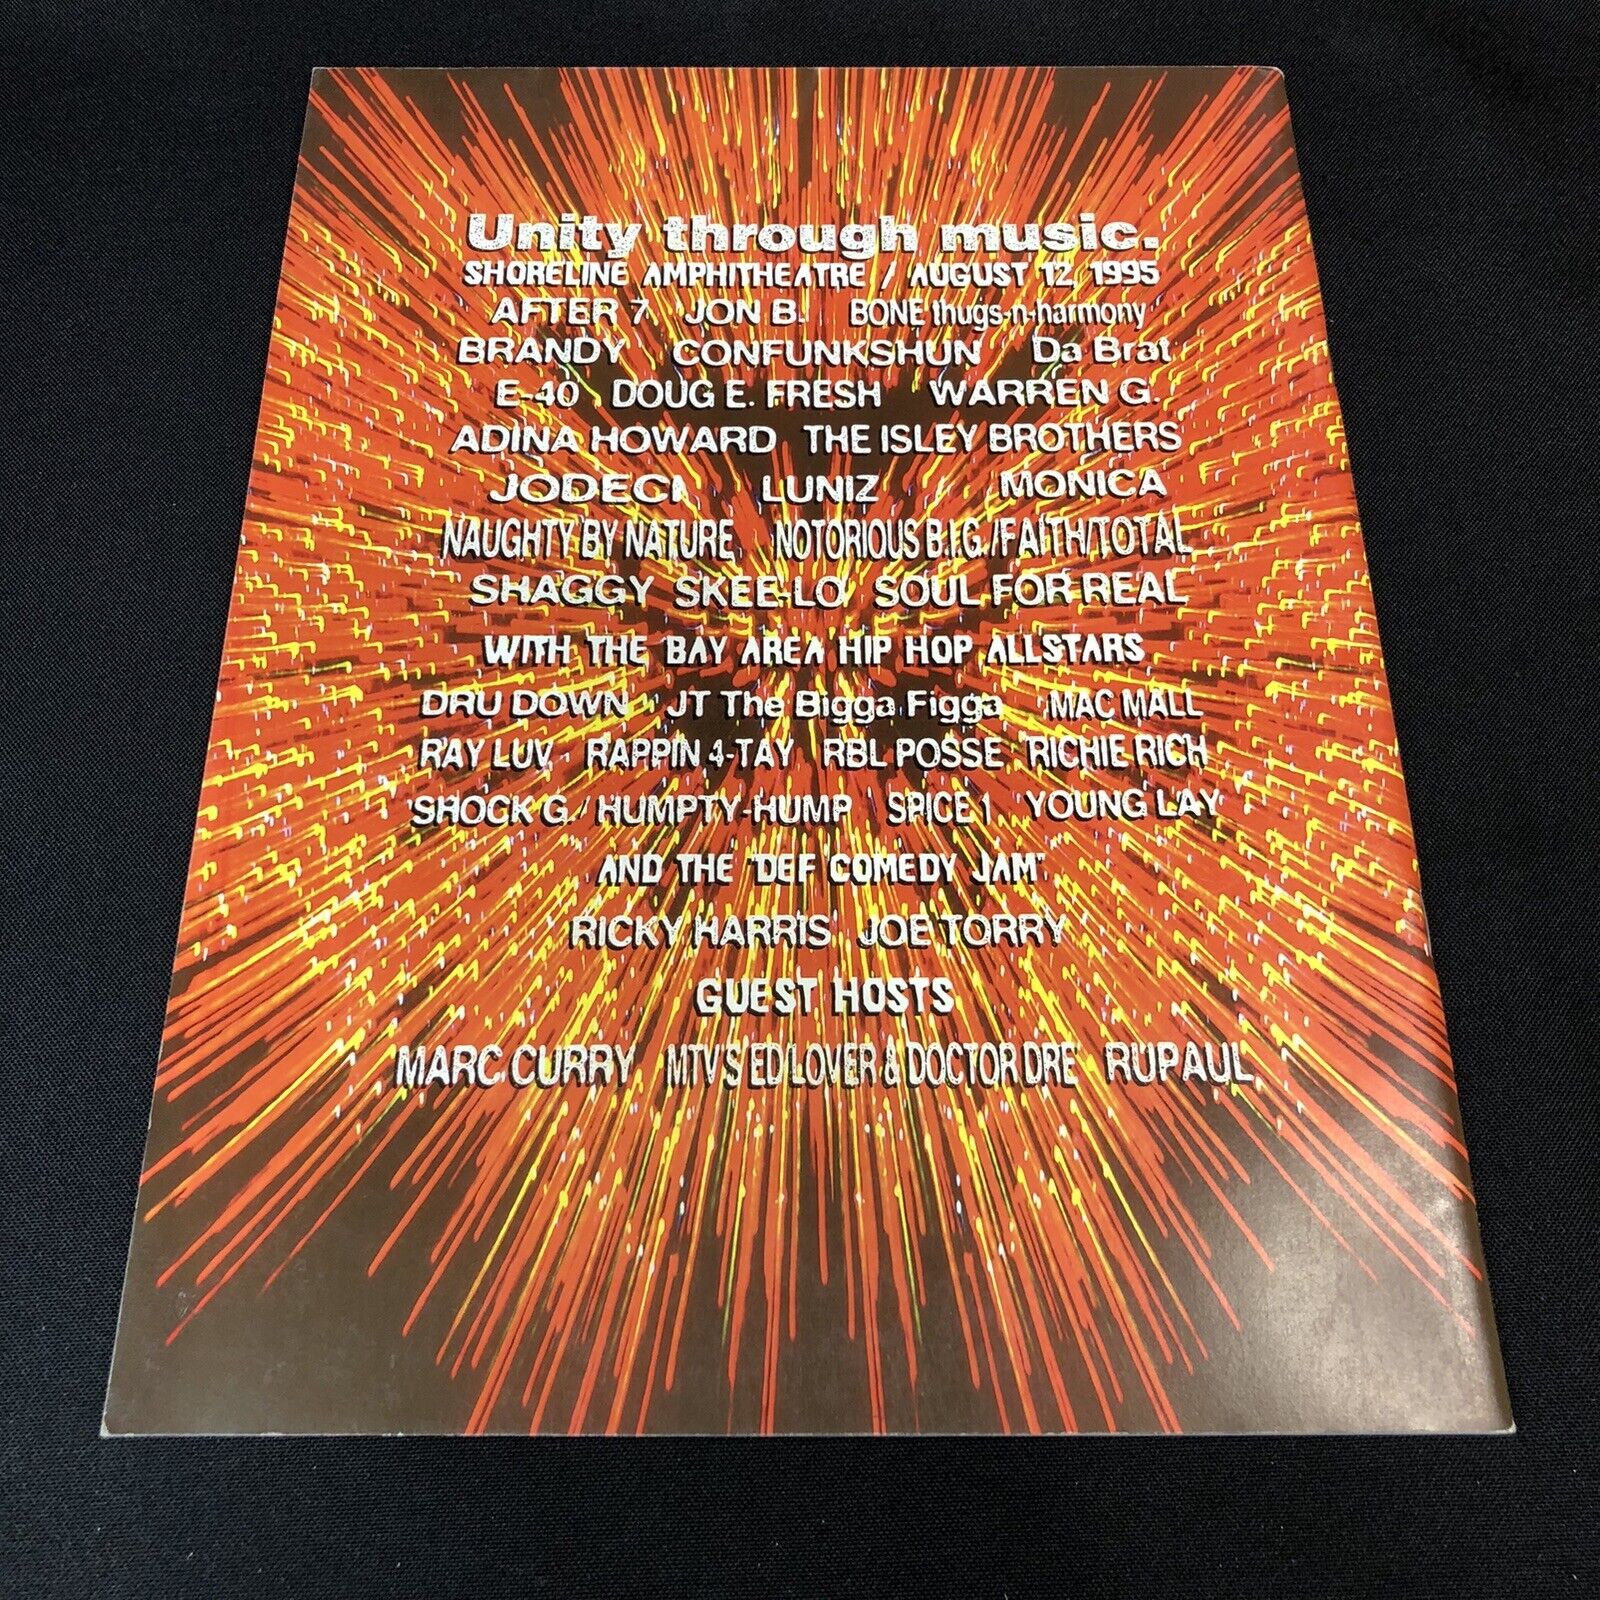 Unity through music.
SHORELINE AMPHITHEATRE / AUGUST 12, 1995
AFTER 7 JON B. BONE thugs-n-harmony
BRANDY CONFUNKSHUN Da Brat
E-40 DOUG E. FRESH WARREN G.
ADINA HOWARD THE ISLEY BROTHERS
JODECI LUNIZ MONICA
NAUGHTY BY NATURE NOTORIOUS B.I.G./FAITH/TOTAL
SHAGGY SKEE-LO SOUL FOR REAL
WITH THE BAY AREA HIP HOP ALLSTARS
DRU DOWN JT The Bigga Figga MAC MALL
RAY LUV RAPPIN 4-TAY RBL POSSE RICHIE RICH
SHOCK G./HUMPTY-HUMP SPICE 1 YOUNG LAY
AND THE "DEF COMEDY JAM"
RICKY HARRIS JOE TORRY
GUEST HOSTS
MARC CURRY MTV'S ED LOVER & DOCTOR DRE RUPAUL